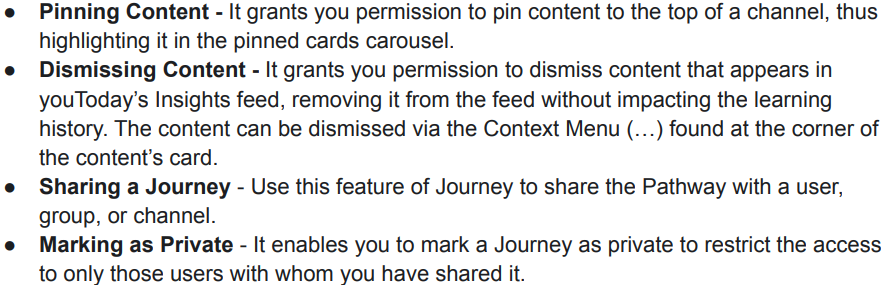 ● Pinning Content - It grants you permission to pin content to the top of a channel, thus
highlighting it in the pinned cards carousel.
● Dismissing Content - It grants you permission to dismiss content that appears in
youToday’s Insights feed, removing it from the feed without impacting the learning
history. The content can be dismissed via the Context Menu (…) found at the corner of
the content’s card.
● Sharing a Journey - Use this feature of Journey to share the Pathway with a user,
group, or channel.
● Marking as Private - It enables you to mark a Journey as private to restrict the access
to only those users with whom you have shared it.